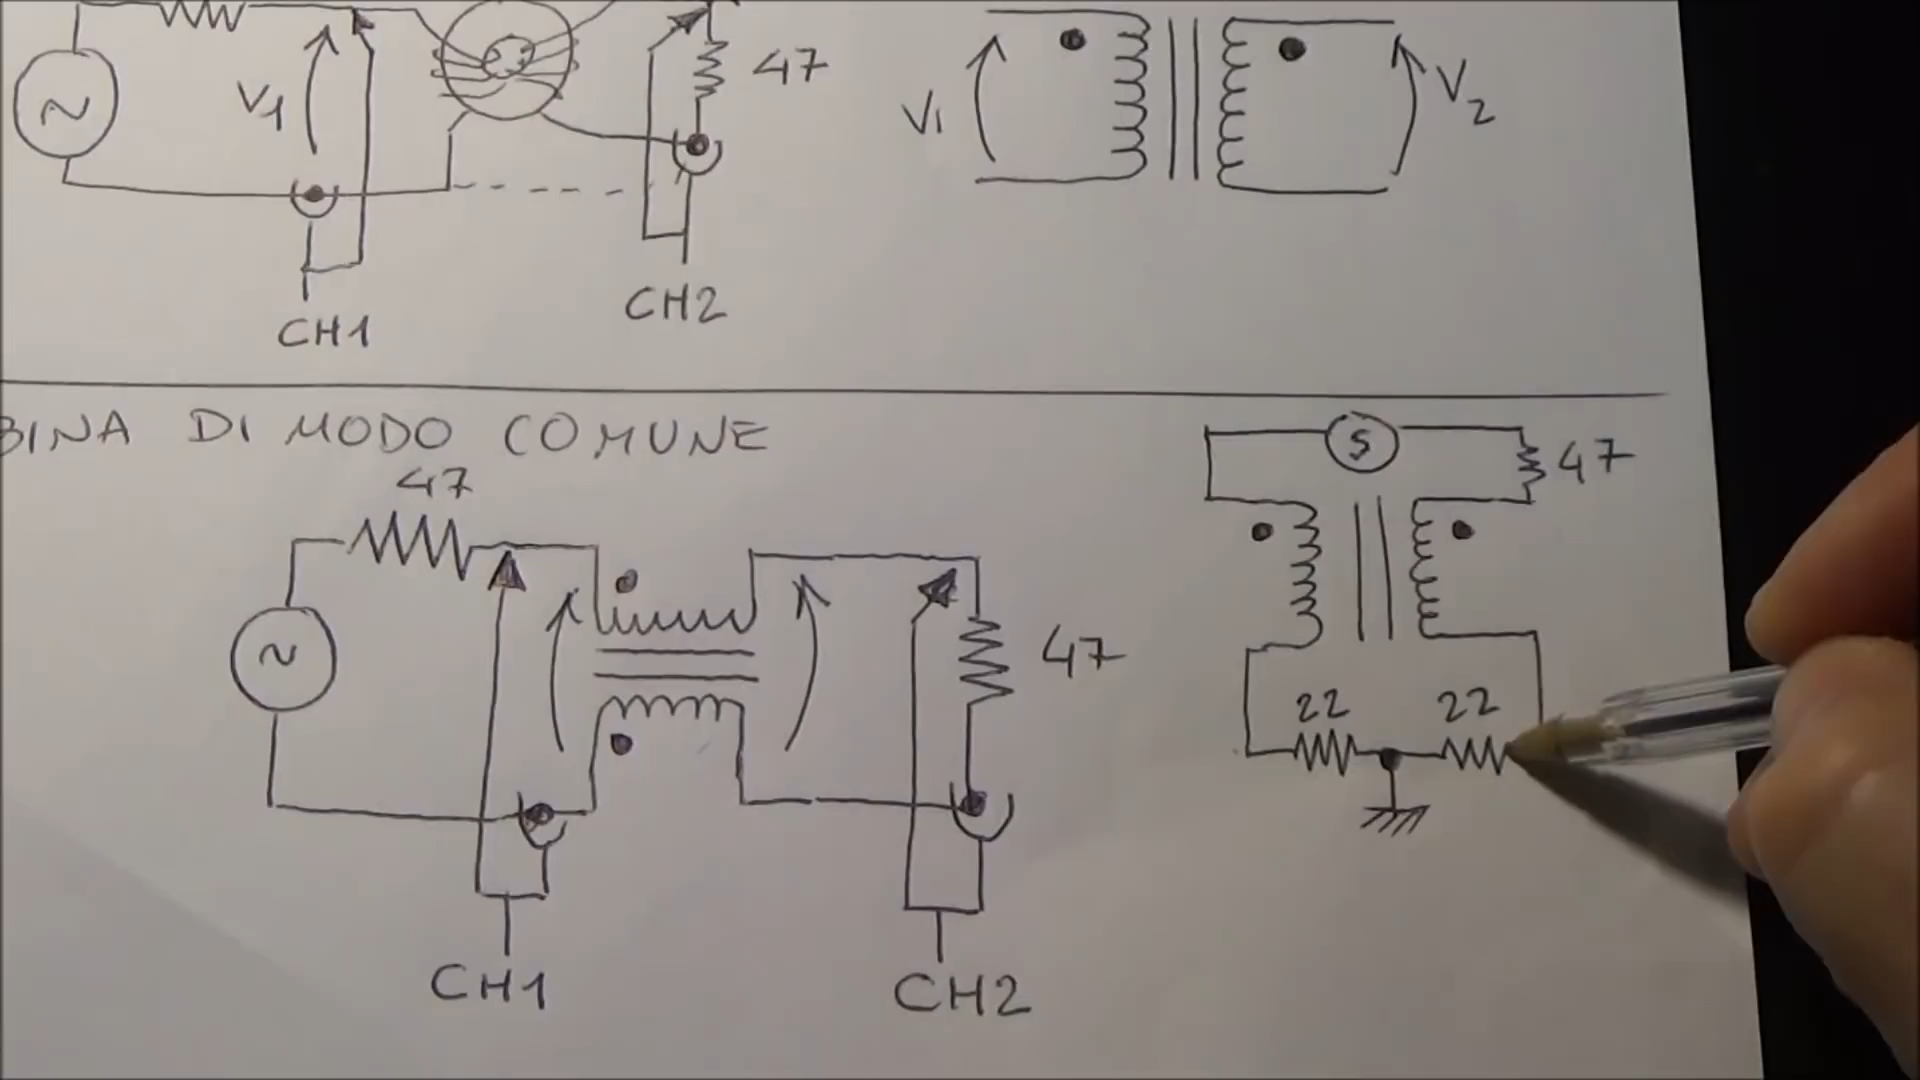 V1
47
V1
V2
CH1
CH2
BINA DI MODO COMUNE
47
S
47
47
22
22
CH1
CH2